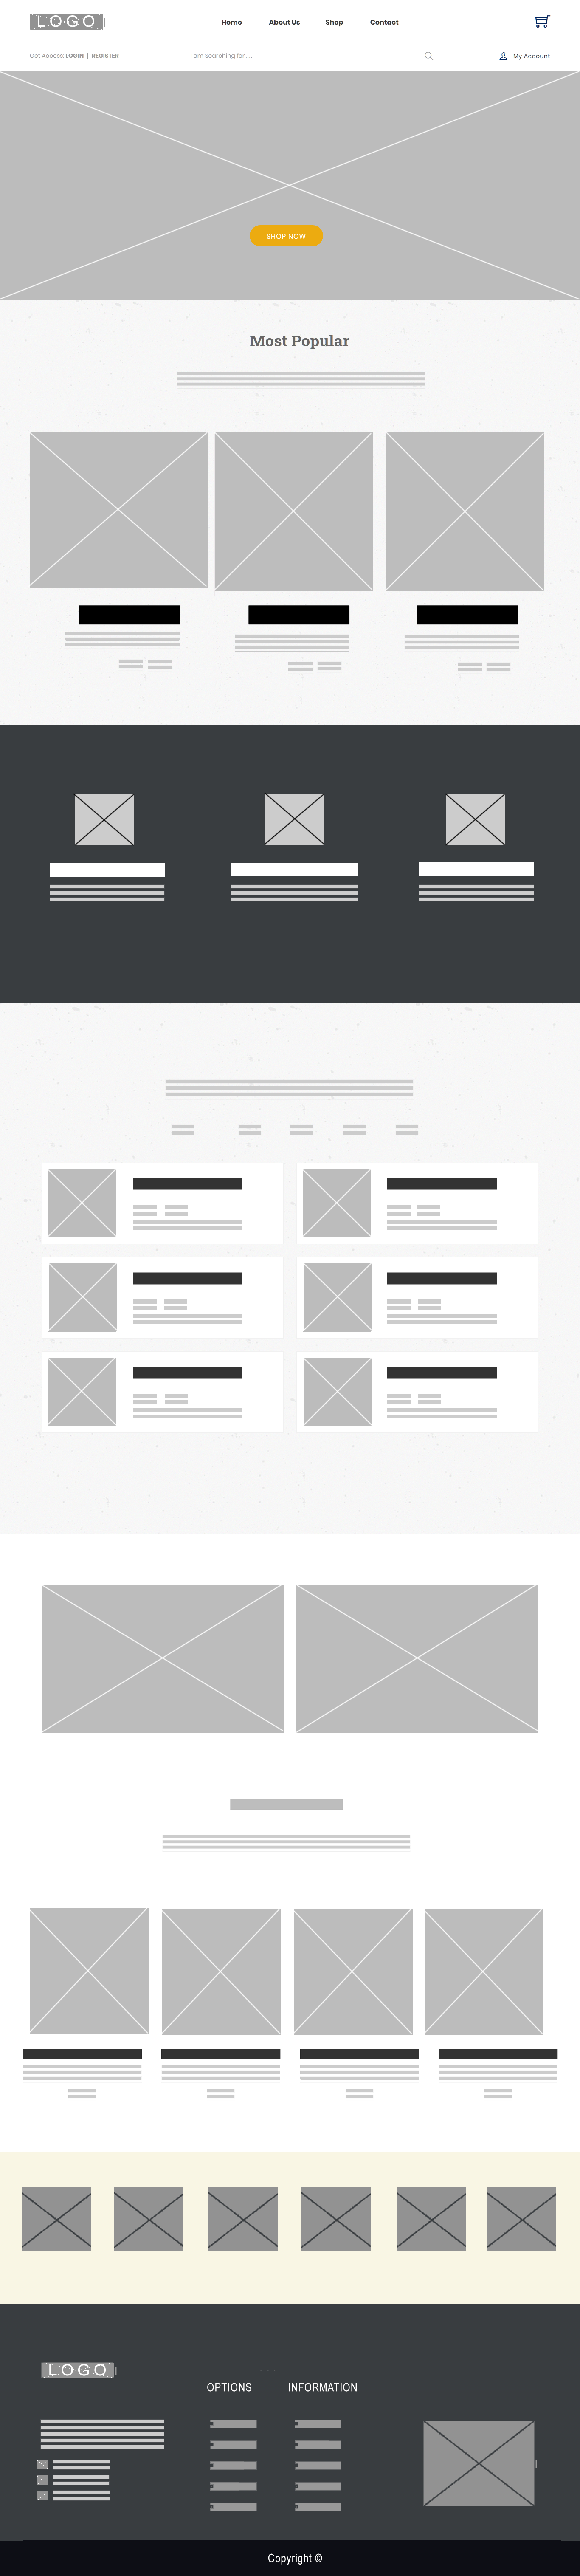 LOGO
Home About Us Shop Contact
Get Access: LOGIN | REGISTER
I am Searching for ....
My Account
SHOP NOW
Most Popular
LOGO
OPTIONS
INFORMATION
Copyright ©